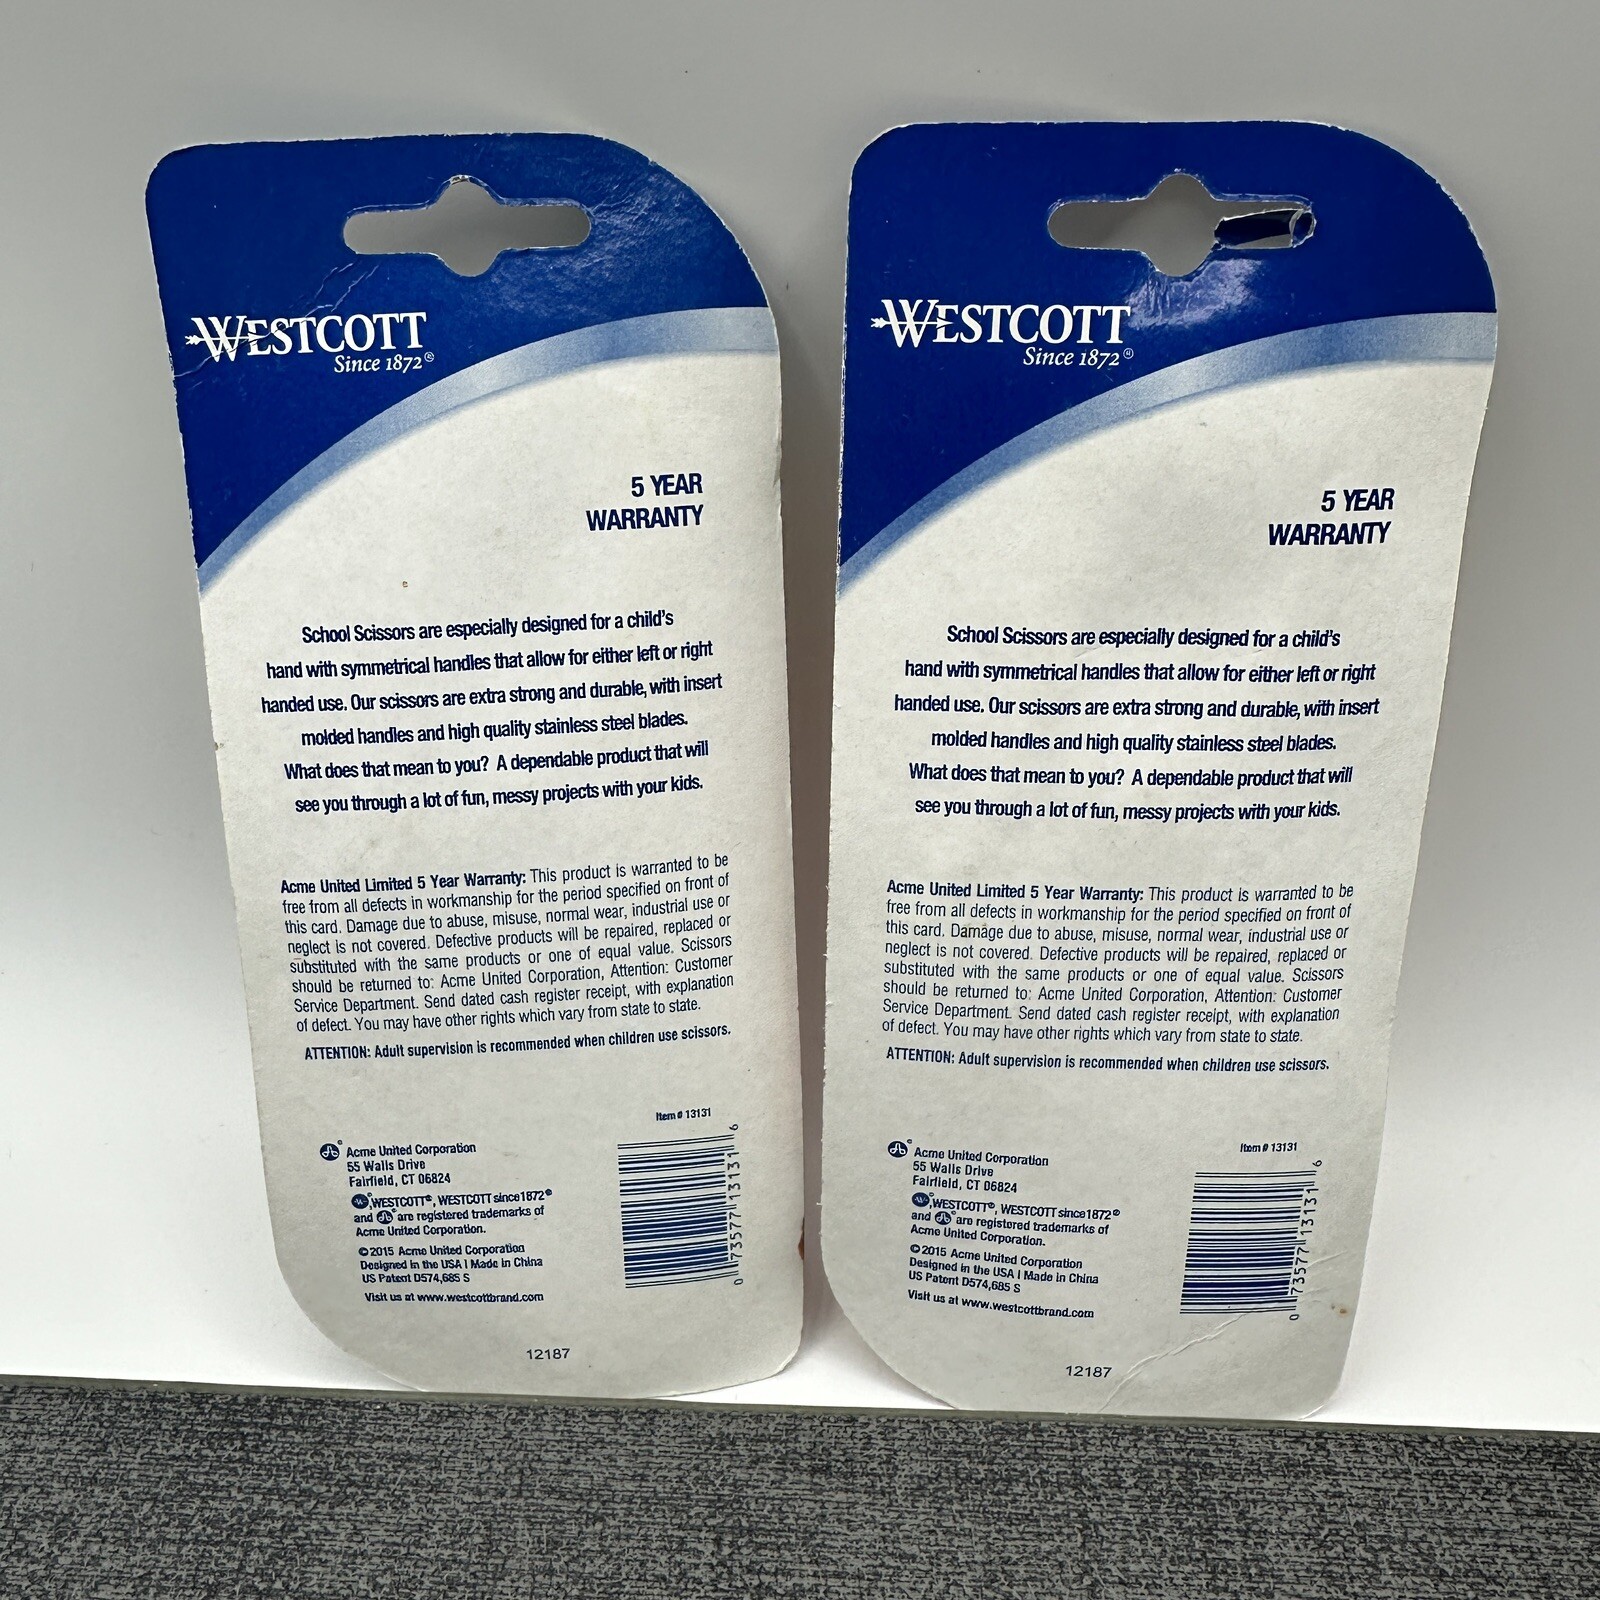 WESTCOTT
Since 1872®
5 YEAR
WARRANTY
School Scissors are especially designed for a child's
hand with symmetrical handles that allow for either left or right
handed use. Our scissors are extra strong and durable, with insert
molded handles and high quality stainless steel blades.
What does that mean to you? A dependable product that will
see you through a lot of fun, messy projects with your kids.
Acme United Limited 5 Year Warranty: This product is warranted to be
free from all defects in workmanship for the period specified on front of
this card. Damage due to abuse, misuse, normal wear, industrial use or
neglect is not covered. Defective products will be repaired, replaced or
substituted with the same products or one of equal value. Scissors
should be returned to: Acme United Corporation, Attention: Customer
Service Department. Send dated cash register receipt, with explanation
of defect. You may have other rights which vary from state to state.
ATTENTION: Adult supervision is recommended when children use scissors.
Item # 13131
Acme United Corporation
55 Walls Drive
Fairfield, CT 06824
WESTCOTT®, WESTCOTT since1872®
and ® are registered trademarks of
Acme United Corporation.
©2015 Acme United Corporation
Designed in the USA | Made in China
US Patent D574,685 S
Visit us at www.westcottbrand.com
0 73577 13131 6
12187
WESTCOTT
Since 1872®
5 YEAR
WARRANTY
School Scissors are especially designed for a child's
hand with symmetrical handles that allow for either left or right
handed use. Our scissors are extra strong and durable, with insert
molded handles and high quality stainless steel blades.
What does that mean to you? A dependable product that will
see you through a lot of fun, messy projects with your kids.
Acme United Limited 5 Year Warranty: This product is warranted to be
free from all defects in workmanship for the period specified on front of
this card. Damage due to abuse, misuse, normal wear, industrial use or
neglect is not covered. Defective products will be repaired, replaced or
substituted with the same products or one of equal value. Scissors
should be returned to: Acme United Corporation, Attention: Customer
Service Department. Send dated cash register receipt, with explanation
of defect. You may have other rights which vary from state to state.
ATTENTION: Adult supervision is recommended when children use scissors.
Item # 13131
Acme United Corporation
55 Walls Drive
Fairfield, CT 06824
WESTCOTT®, WESTCOTT since1872®
and ® are registered trademarks of
Acme United Corporation.
©2015 Acme United Corporation
Designed in the USA | Made in China
US Patent D574,685 S
Visit us at www.westcottbrand.com
0 73577 13131 6
12187